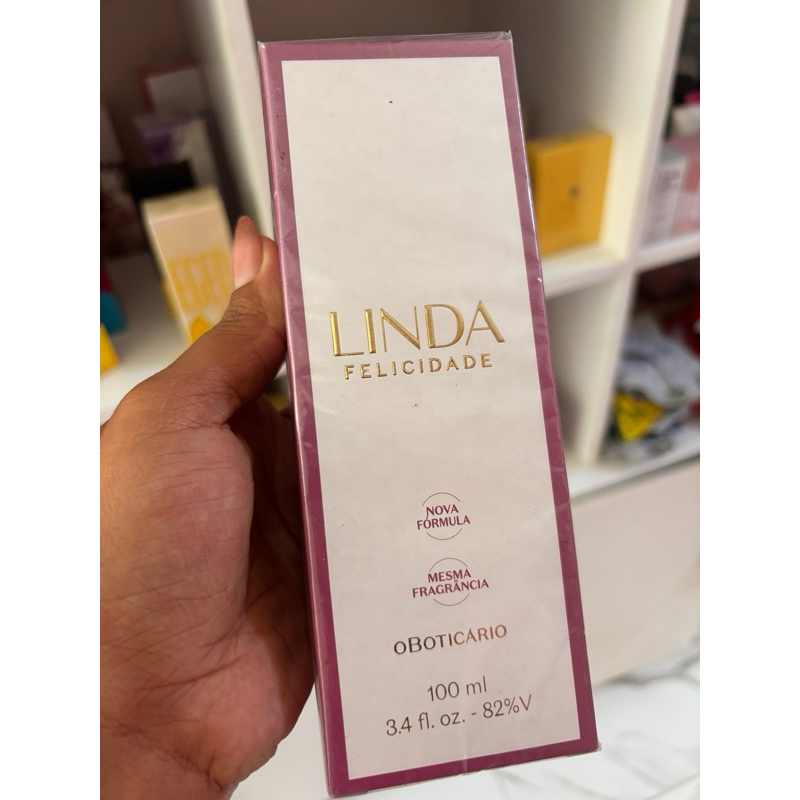 LINDA
FELICIDADE
NOVA
FÓRMULA
MESMA
FRAGRÂNCIA
oBOTICÁRIO
100 ml
3.4 fl. oz. - 82%V